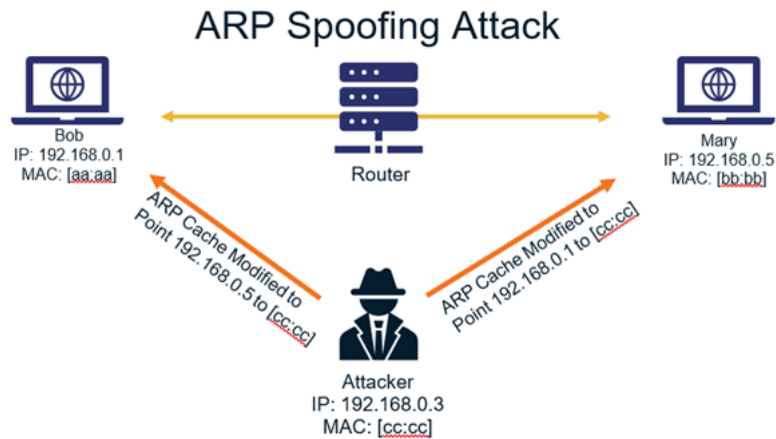 ARP Spoofing Attack
Bob
IP: 192.168.0.1
MAC: [aa:aa]
Router
Mary
IP: 192.168.0.5
MAC: [bb:bb]
ARP Cache Modified to
Point 192.168.0.5 to [cc:cc]
ARP Cache Modified to
Point 192.168.0.1 to [cc:cc]
Attacker
IP: 192.168.0.3
MAC: [cc:cc]